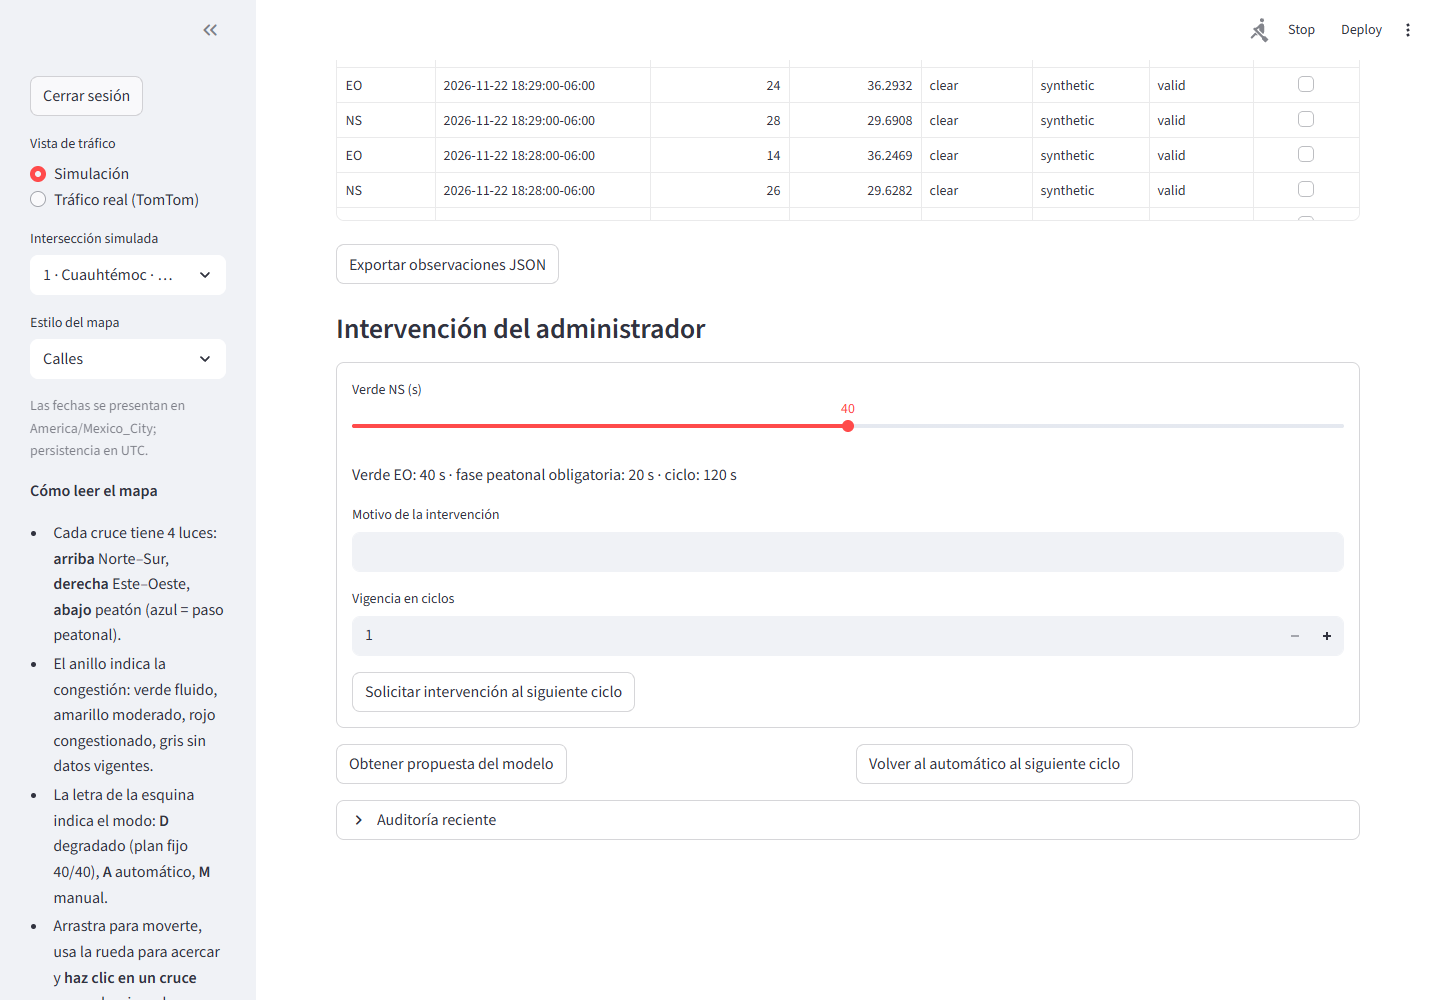 Stop
Deploy
Cerrar sesión
Vista de tráfico
Simulación
Tráfico real (TomTom)
Intersección simulada
1 · Cuauhtémoc · ...
Estilo del mapa
Calles
Las fechas se presentan en
America/Mexico_City;
persistencia en UTC.
Cómo leer el mapa
Cada cruce tiene 4 luces:
arriba Norte–Sur,
derecha Este–Oeste,
abajo peatón (azul = paso
peatonal).
El anillo indica la
congestión: verde fluido,
amarillo moderado, rojo
congestionado, gris sin
datos vigentes.
La letra de la esquina
indica el modo: D
degradado (plan fijo
40/40), A automático, M
manual.
Arrastra para moverte,
usa la rueda para acercar
y haz clic en un cruce
EO 2026-11-22 18:29:00-06:00 24 36.2932 clear synthetic valid
NS 2026-11-22 18:29:00-06:00 28 29.6908 clear synthetic valid
EO 2026-11-22 18:28:00-06:00 14 36.2469 clear synthetic valid
NS 2026-11-22 18:28:00-06:00 26 29.6282 clear synthetic valid
Exportar observaciones JSON
Intervención del administrador
Verde NS (s)
40
Verde EO: 40 s · fase peatonal obligatoria: 20 s · ciclo: 120 s
Motivo de la intervención
Vigencia en ciclos
1
Solicitar intervención al siguiente ciclo
Obtener propuesta del modelo
Volver al automático al siguiente ciclo
Auditoría reciente